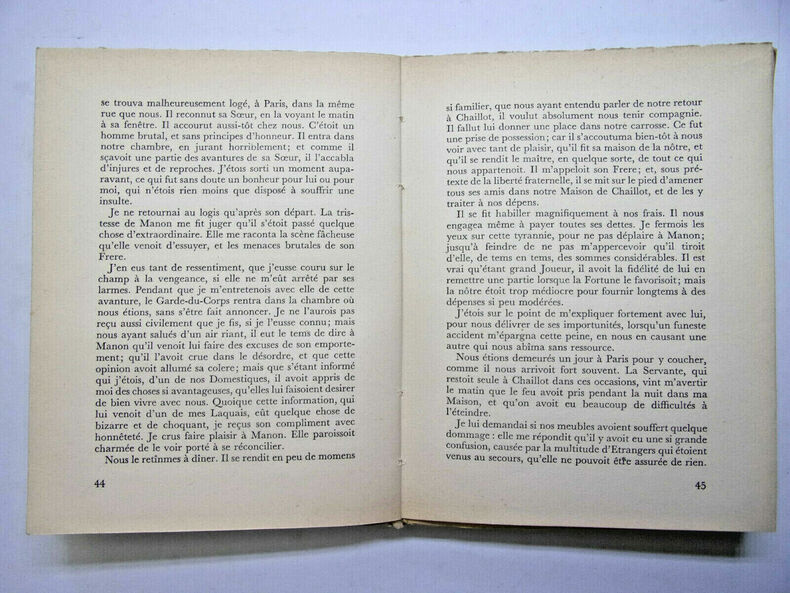 se trouva malheureusement logé, à Paris, dans la même
rue que nous. Il reconnut sa Sœur, en la voyant le matin
à sa fenêtre. Il accourut aussi-tôt chez nous. C'étoit un
homme brutal, et sans principes d'honneur. Il entra dans
notre chambre, en jurant horriblement; et comme il
sçavoit une partie des avantures de sa Sœur, il l'accabla
d'injures et de reproches. J'étois sorti un moment aupa-
ravant, ce qui fut sans doute un bonheur pour lui ou pour
moi, qui n'étois rien moins que disposé à souffrir une
insulte.
Je ne retournai au logis qu'après son départ. La tris-
tesse de Manon me fit juger qu'il s'étoit passé quelque
chose d'extraordinaire. Elle me raconta la scène fâcheuse
qu'elle venoit d'essuyer, et les menaces brutales de son
Frere.
J'en eus tant de ressentiment, que j'eusse couru sur le
champ à la vengeance, si elle ne m'eût arrêté par ses
larmes. Pendant que je m'entretenois avec elle de cette
avanture, le Garde-du-Corps rentra dans la chambre où
nous étions, sans s'être fait annoncer. Je ne l'aurois pas
reçu aussi civilement que je fis, si je l'eusse connu; mais
nous ayant salués d'un air riant, il eut le tems de dire à
Manon qu'il venoit lui faire des excuses de son emporte-
ment; qu'il l'avoit crue dans le désordre, et que cette
opinion avoit allumé sa colere; mais que s'étant informé
qui j'étois, d'un de nos Domestiques, il avoit appris de
moi des choses si avantageuses, qu'elles lui faisoient desirer
de bien vivre avec nous. Quoique cette information, qui
lui venoit d'un de mes Laquais, eût quelque chose de
bizarre et de choquant, je reçus son compliment avec
honnêteté. Je crus faire plaisir à Manon. Elle paroissoit
charmée de le voir porté à se réconcilier.
Nous le retînmes à dîner. Il se rendit en peu de momens
44
si familier, que nous ayant entendu parler de notre retour
à Chaillot, il voulut absolument nous tenir compagnie.
Il fallut lui donner une place dans notre carrosse. Ce fut
une prise de possession; car il s'accoutuma bien-tôt à nous
voir avec tant de plaisir, qu'il fit sa maison de la nôtre, et
qu'il se rendit le maître, en quelque sorte, de tout ce qui
nous appartenoit. Il m'appeloit son Frere; et, sous pré-
texte de la liberté fraternelle, il se mit sur le pied d'amener
tous ses amis dans notre Maison de Chaillot, et de les y
traiter à nos dépens.
Il se fit habiller magnifiquement à nos frais. Il nous
engagea même à payer toutes ses dettes. Je fermois les
yeux sur cette tyrannie, pour ne pas déplaire à Manon;
jusqu'à feindre de ne pas m'appercevoir qu'il tiroit
d'elle, de tems en tems, des sommes considérables. Il est
vrai qu'étant grand Joueur, il avoit la fidélité de lui en
remettre une partie lorsque la Fortune le favorisoit; mais
la nôtre étoit trop médiocre pour fournir longtems à des
dépenses si peu modérées.
J'étois sur le point de m'expliquer fortement avec lui,
pour nous délivrer de ses importunités, lorsqu'un funeste
accident m'épargna cette peine, en nous en causant une
autre qui nous abîma sans ressource.
Nous étions demeurés un jour à Paris pour y coucher,
comme il nous arrivoit fort souvent. La Servante, qui
restoit seule à Chaillot dans ces occasions, vint m'avertir
le matin que le feu avoit pris pendant la nuit dans ma
Maison, et qu'on avoit eu beaucoup de difficultés à
l'éteindre.
Je lui demandai si nos meubles avoient souffert quelque
dommage: elle me répondit qu'il y avoit eu une si grande
confusion, causée par la multitude d'Etrangers qui étoient
venus au secours, qu'elle ne pouvoit être assurée de rien.
45